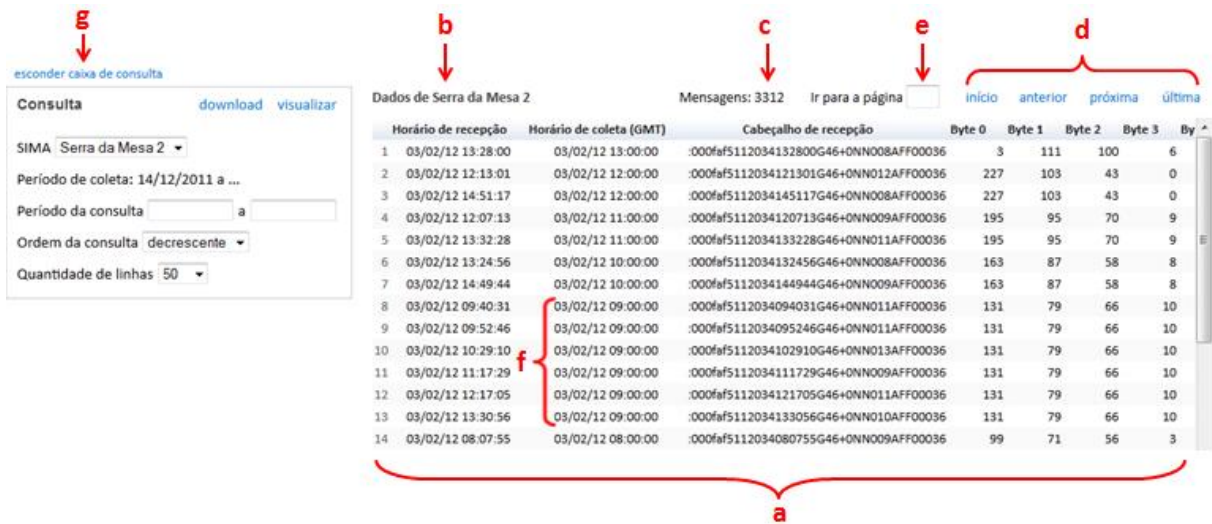 g
b
c
e
d
esconder caixa de consulta
Consulta download visualizar
SIMA Serra da Mesa 2
Período de coleta: 14/12/2011 a ...
Período da consulta a
Ordem da consulta decrescente
Quantidade de linhas 50
Dados de Serra da Mesa 2 Mensagens: 3312 Ir para a página início anterior próxima última
Horário de recepção Horário de coleta (GMT) Cabeçalho de recepção Byte 0 Byte 1 Byte 2 Byte 3 By
1 03/02/12 13:28:00 03/02/12 13:00:00 :000faf5112034132800G46+0NN008AFF00036 3 111 100 6
2 03/02/12 12:13:01 03/02/12 12:00:00 :000faf5112034121301G46+0NN012AFF00036 227 103 43 0
3 03/02/12 14:51:17 03/02/12 12:00:00 :000faf5112034145117G46+0NN008AFF00036 227 103 43 0
4 03/02/12 12:07:13 03/02/12 11:00:00 :000faf5112034120713G46+0NN009AFF00036 195 95 70 9
5 03/02/12 13:32:28 03/02/12 11:00:00 :000faf5112034133228G46+0NN011AFF00036 195 95 70 9
6 03/02/12 13:24:56 03/02/12 10:00:00 :000faf5112034132456G46+0NN008AFF00036 163 87 58 8
7 03/02/12 14:49:44 03/02/12 10:00:00 :000faf5112034144944G46+0NN009AFF00036 163 87 58 8
8 03/02/12 09:40:31 03/02/12 09:00:00 :000faf5112034094031G46+0NN011AFF00036 131 79 66 10
9 03/02/12 09:52:46 03/02/12 09:00:00 :000faf5112034095246G46+0NN011AFF00036 131 79 66 10
10 03/02/12 10:29:10 03/02/12 09:00:00 :000faf5112034102910G46+0NN013AFF00036 131 79 66 10
f
11 03/02/12 11:17:29 03/02/12 09:00:00 :000faf5112034111729G46+0NN009AFF00036 131 79 66 10
12 03/02/12 12:17:05 03/02/12 09:00:00 :000faf5112034121705G46+0NN011AFF00036 131 79 66 10
13 03/02/12 13:30:56 03/02/12 09:00:00 :000faf5112034133056G46+0NN010AFF00036 131 79 66 10
14 03/02/12 08:07:55 03/02/12 08:00:00 :000faf5112034080755G46+0NN009AFF00036 99 71 56 3
a